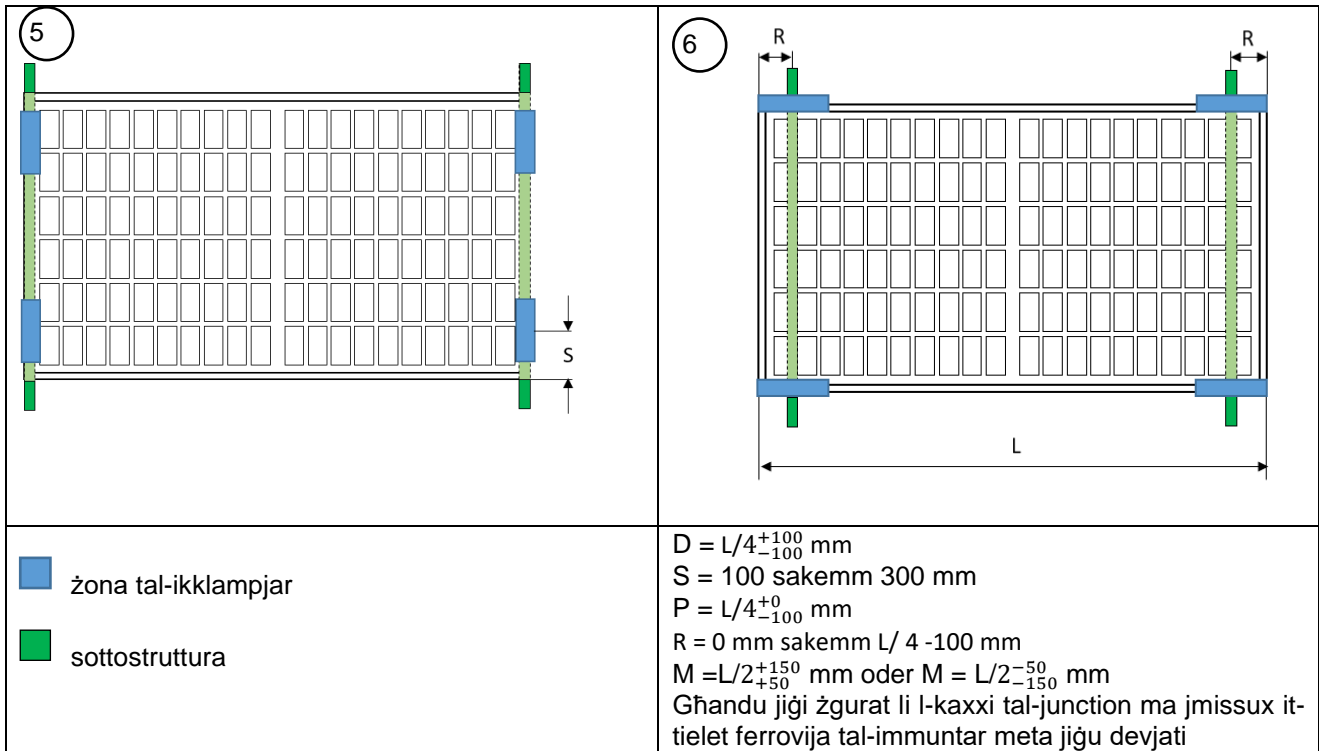 5
S
6
R R
L
żona tal-ikklampjar
sottostruttura
D = L/4 +100 -100 mm
S = 100 sakemm 300 mm
P = L/4 +0 -100 mm
R = 0 mm sakemm L/ 4 -100 mm
M =L/2 +150 +50 mm oder M = L/2 -50 -150 mm
Għandu jiġi żgurat li l-kaxxi tal-junction ma jmissux it-
tielet ferrovija tal-immuntar meta jiġu devjati